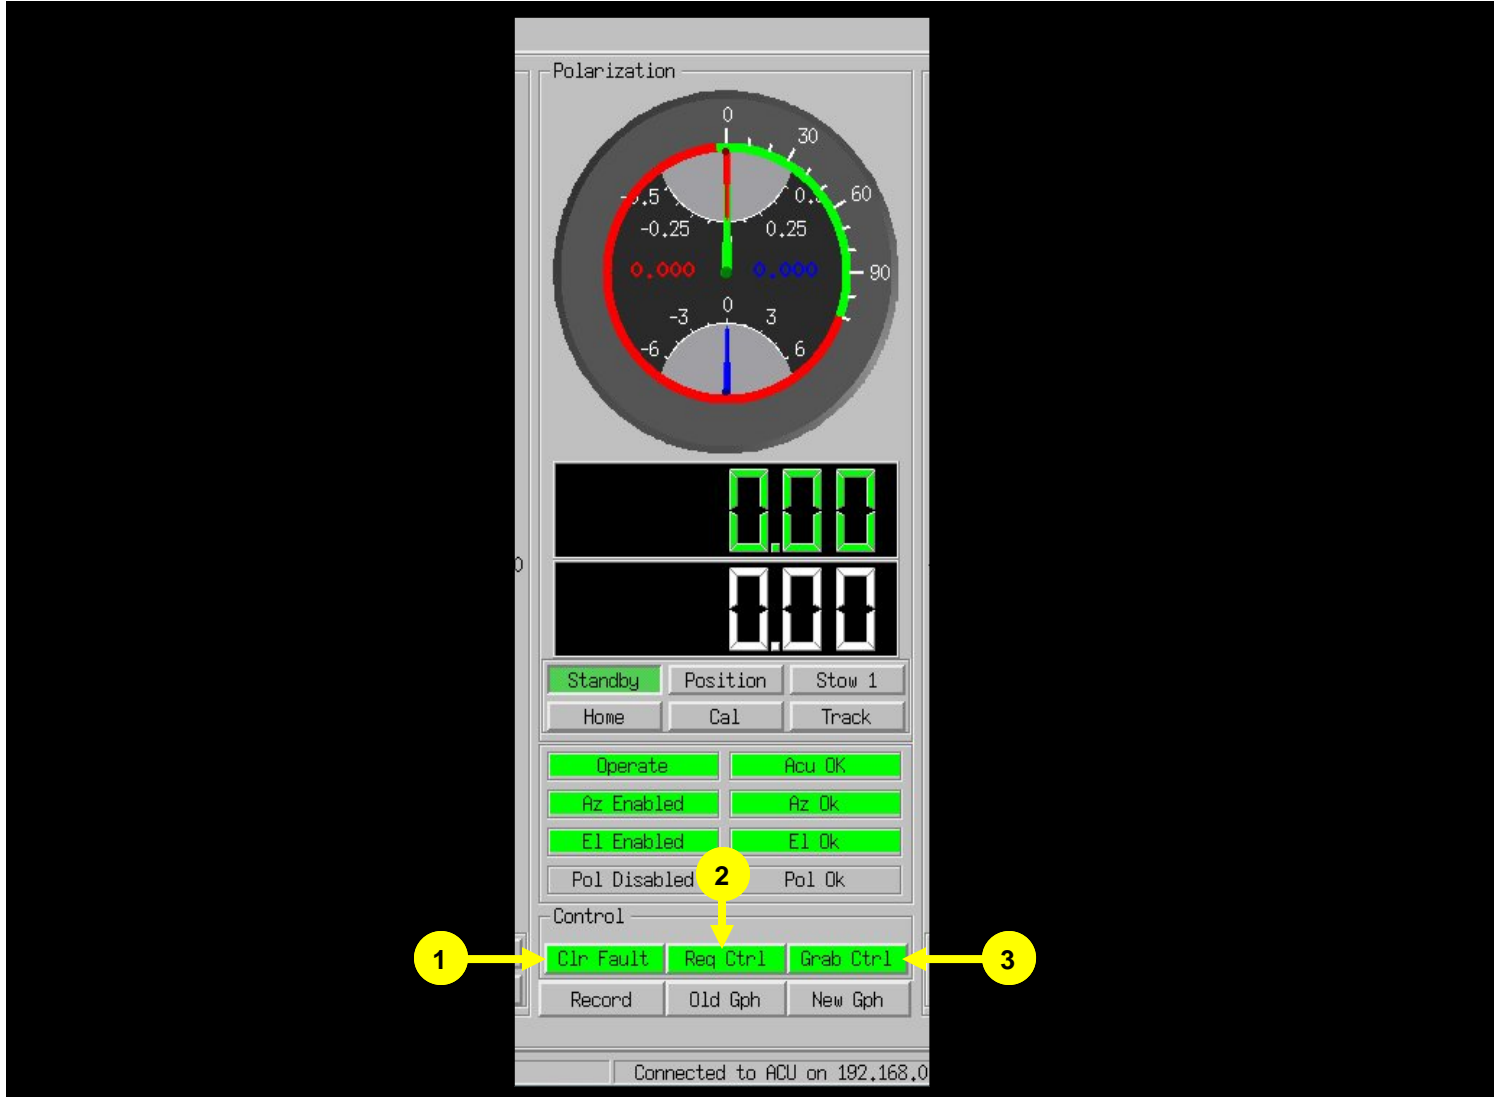 Polarization
0
30
60
90
-0.25 0.25
0.000 0.000
0
-3 3
-6 6
0.00
0
0.00
Standby Position Stow 1
Home Cal Track
Operate Acu OK
Az Enabled Az Ok
El Enabled El Ok
Pol Disabled Pol Ok
2
Control
1 Clr Fault Req Ctrl Grab Ctrl 3
Record Old Gph New Gph
Connected to ACU on 192.168.0